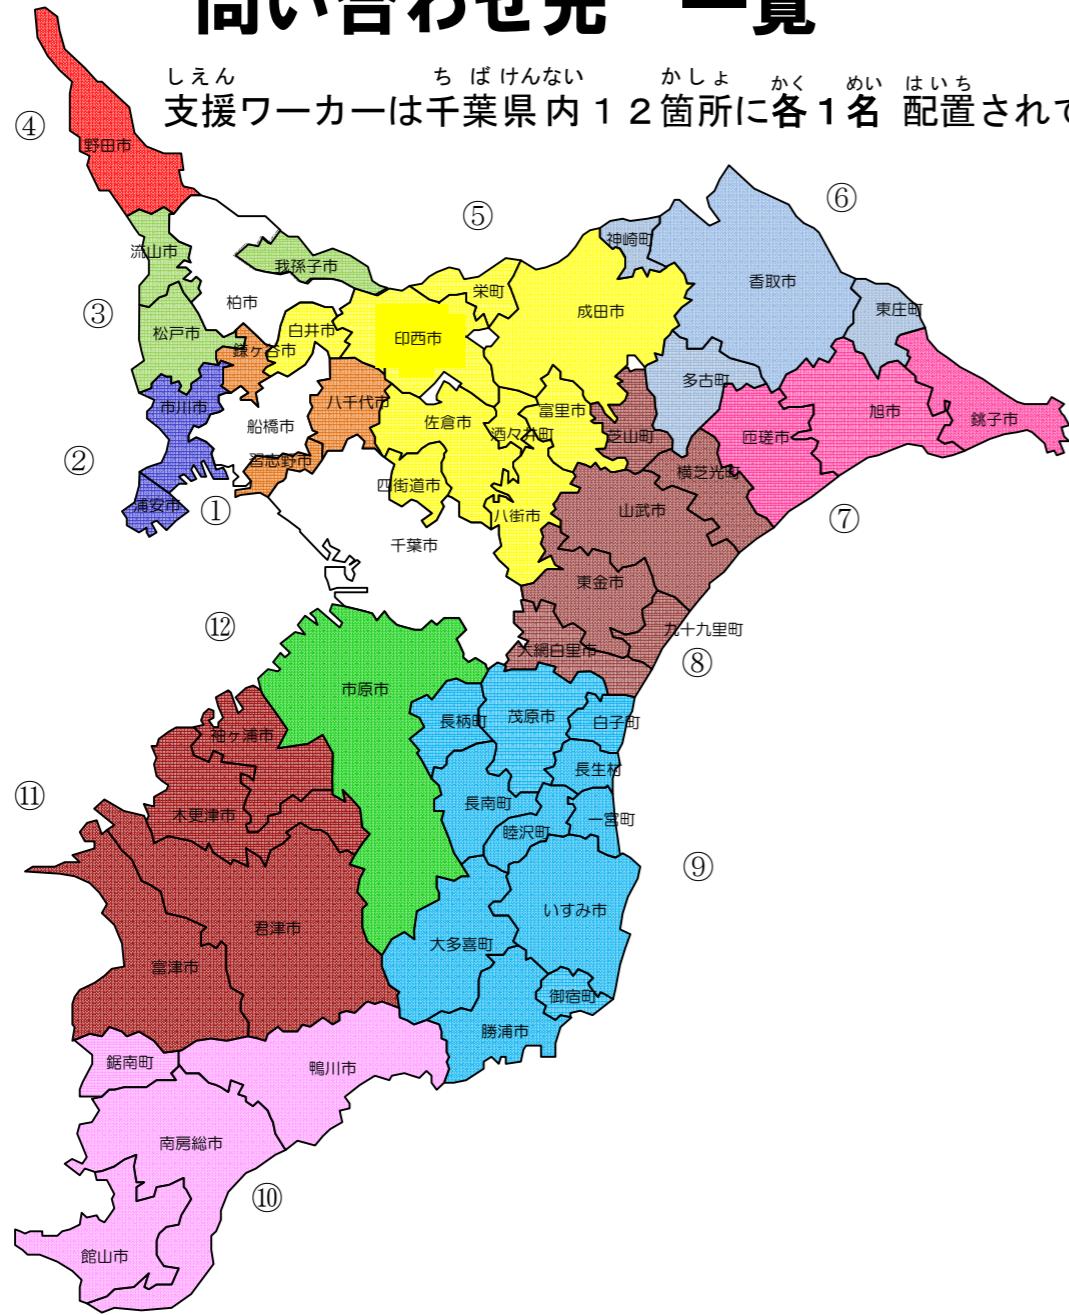 問い合わせ先 一覧
しえん ちばけんない かしょ かく めい はいち
支援ワーカーは千葉県内12箇所に各1名 配置されて
④
野田市
⑥
⑤
神崎町
流山市
我孫子市
香取市
栄町
柏市
東庄町
③
成田市
松戸市
白井市
印西市
鎌ヶ谷市
多古町
市川市
八千代市
船橋市
佐倉市
富里市
旭市
銚子市
酒々井町
芝山町
匝瑳市
②
習志野市
横芝光町
四街道市
浦安市
①
八街市
山武市
⑦
千葉市
東金市
⑫
九十九里町
大網白里市
⑧
市原市
長柄町
茂原市
白子町
袖ヶ浦市
長生村
⑪
木更津市
長南町
一宮町
睦沢町
⑨
いすみ市
君津市
大多喜町
富津市
御宿町
勝浦市
鋸南町
鴨川市
南房総市
⑩
館山市